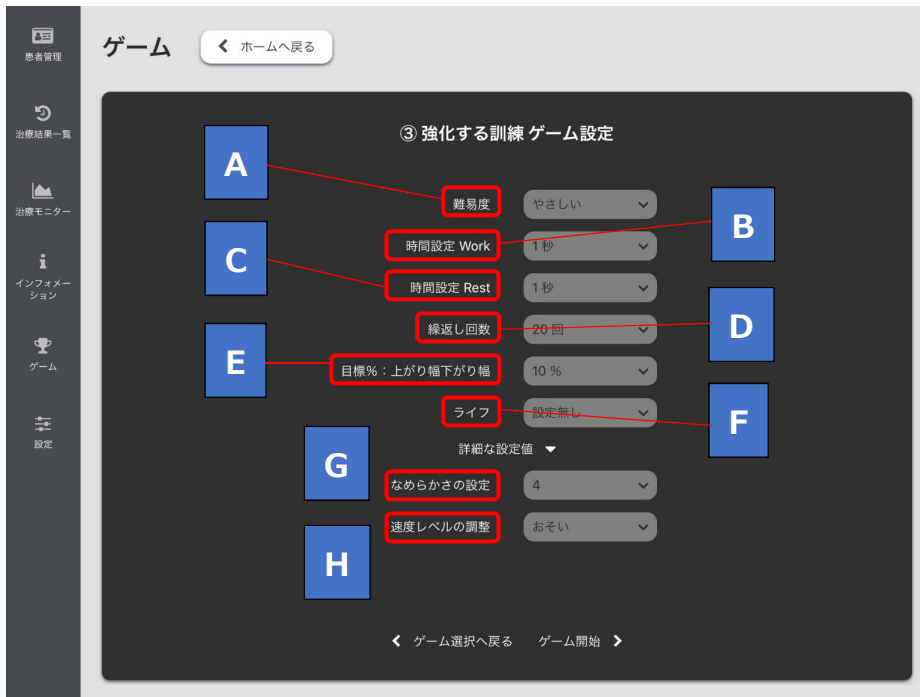 患者管理
治療結果一覧
治療モニター
インフォメー
ション
ゲーム
設定
ゲーム
ホームへ戻る
③ 強化する訓練 ゲーム設定
A
難易度 やさしい
B
時間設定 Work 1 秒
C
時間設定 Rest 1 秒
D
繰返し回数 20 回
E
目標%：上がり幅下がり幅 10 %
F
ライフ 設定無し
詳細な設定値
G
なめらかさの設定 4
速度レベルの調整 おそい
H
ゲーム選択へ戻る ゲーム開始